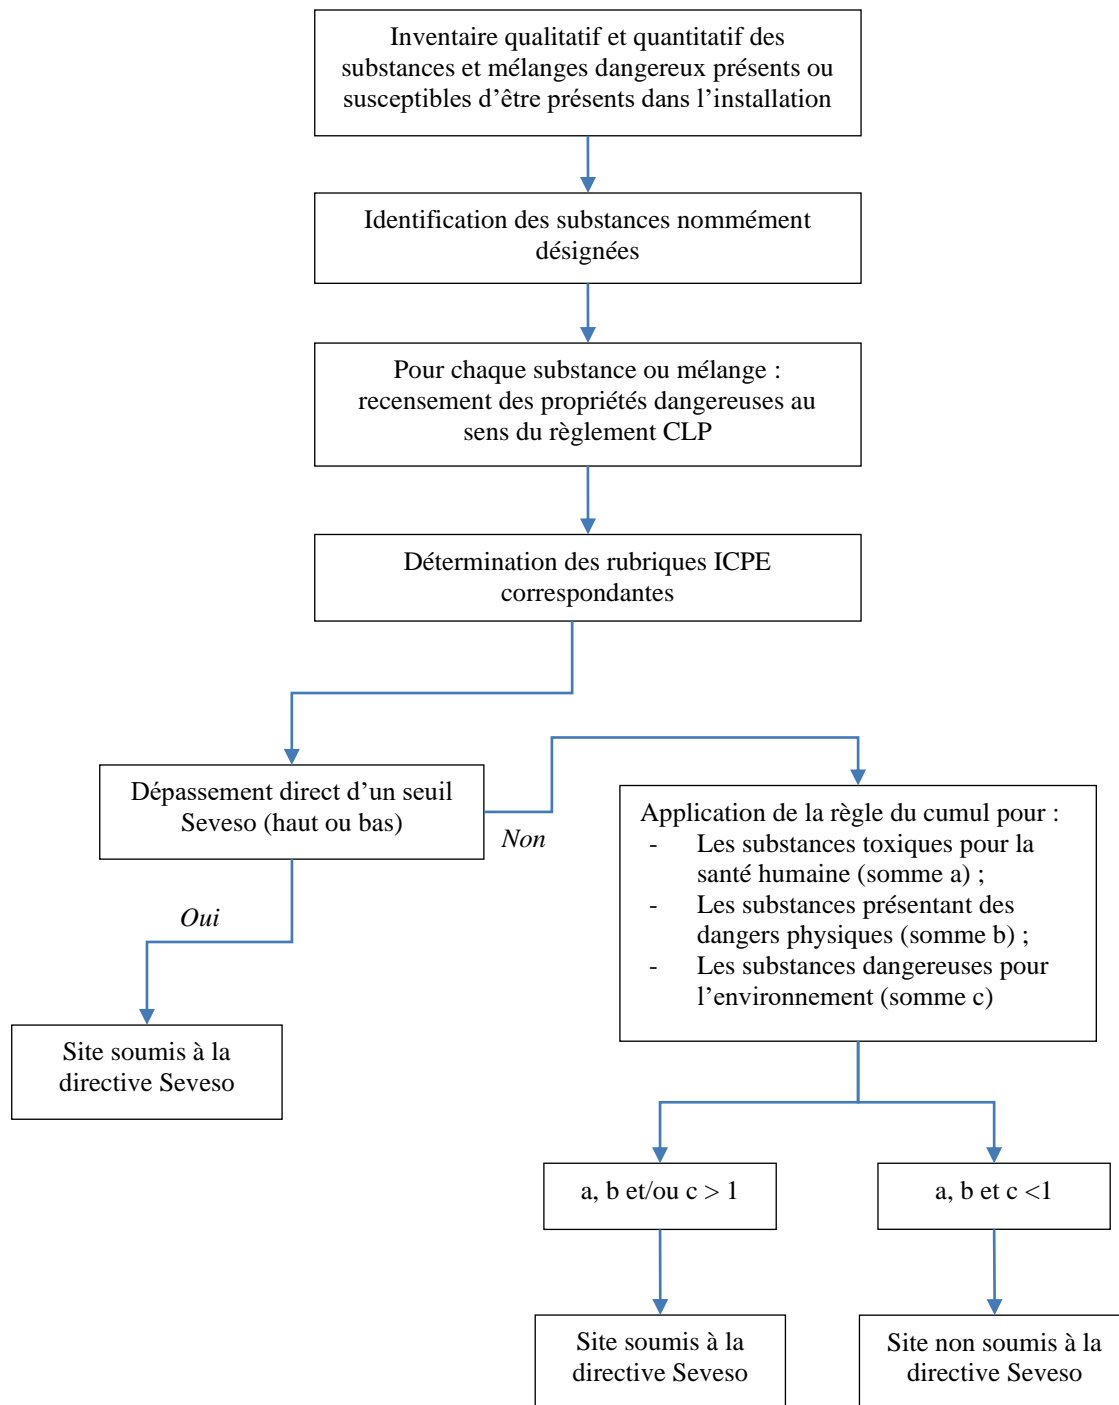 Inventaire qualitatif et quantitatif des
substances et mélanges dangereux présents ou
susceptibles d’être présents dans l’installation
Identification des substances nommément
désignées
Pour chaque substance ou mélange :
recensement des propriétés dangereuses au
sens du règlement CLP
Détermination des rubriques ICPE
correspondantes
Dépassement direct d’un seuil
Seveso (haut ou bas)
Non
Oui
Application de la règle du cumul pour :
- Les substances toxiques pour la
santé humaine (somme a) ;
- Les substances présentant des
dangers physiques (somme b) ;
- Les substances dangereuses pour
l’environnement (somme c)
Site soumis à la
directive Seveso
a, b et/ou c > 1
a, b et c <1
Site soumis à la
directive Seveso
Site non soumis à la
directive Seveso